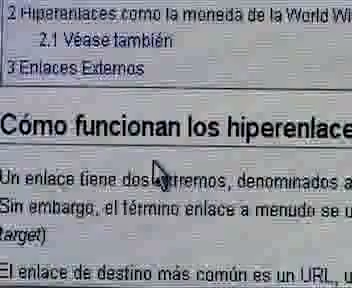 2 Hiperenlaces como la moneda de la World Wi
2.1 Véase también
3 Enlaces Externos
Cómo funcionan los hiperenlace
Un enlace tiene dos extremos, denominados a
Sin embargo, el término enlace a menudo se u
target)
El enlace de destino más común es un URL, u